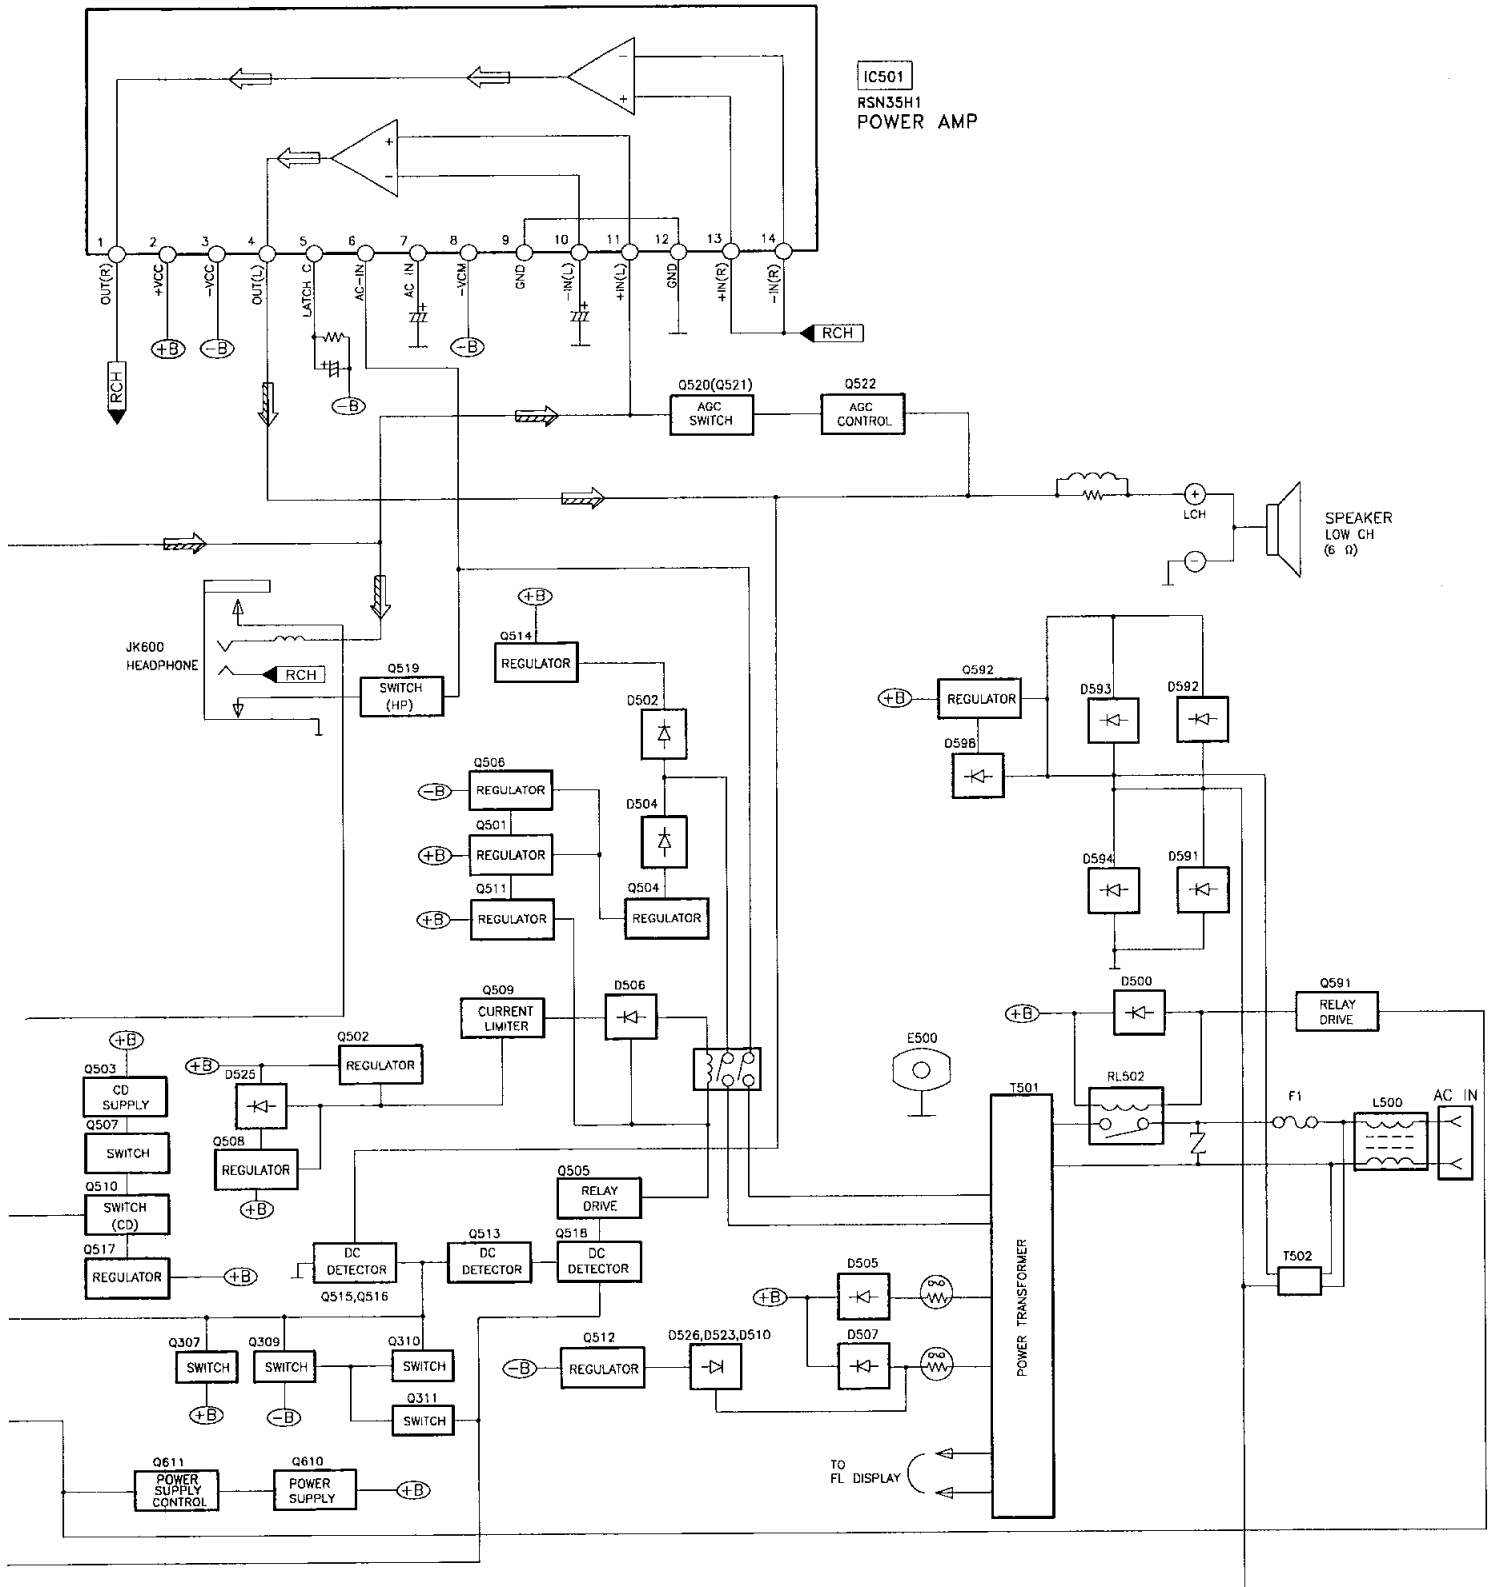 IC501
RSN35H1
POWER AMP
+
−
−
+
1 2 3 4 5 6 7 8 9 10 11 12 13 14
OUT(R) +VCC −VCC OUT(L) LATCH C AC-IN AC IN −VCM GND −IN(L) +IN(L) GND +IN(R) −IN(R)
+ + +
+B −B −B RCH
RCH
−B
Q520(Q521) Q522
AGC SWITCH
AGC CONTROL
+
LCH
−
SPEAKER
LOW CH
(6 Ω)
JK600
HEADPHONE
RCH
Q519
SWITCH
(HP)
+B
Q514
REGULATOR
D502
Q506
−B REGULATOR
Q501
+B REGULATOR
Q511
+B REGULATOR
D504
Q504
REGULATOR
Q592
+B REGULATOR
D598
D593 D592
D594 D591
Q509
CURRENT
LIMITER
D506
D500
+B
Q591
RELAY
DRIVE
E500
T501
RL502
F1
L500
AC IN
+B
Q503
CD
SUPPLY
Q507
SWITCH
Q510
SWITCH
(CD)
Q517
REGULATOR +B
+B
D525
Q502
REGULATOR
Q508
REGULATOR
+B
Q505
RELAY
DRIVE
DC
DETECTOR
Q515,Q516
Q513
DC
DETECTOR
Q518
DC
DETECTOR
T502
POWER TRANSFORMER
D505
+B
D507
D526,D523,D510
Q512
−B REGULATOR
Q307
SWITCH
+B
Q309
SWITCH
−B
Q310
SWITCH
Q311
SWITCH
TO
FL DISPLAY
Q611
POWER
SUPPLY
CONTROL
Q610
POWER
SUPPLY
+B